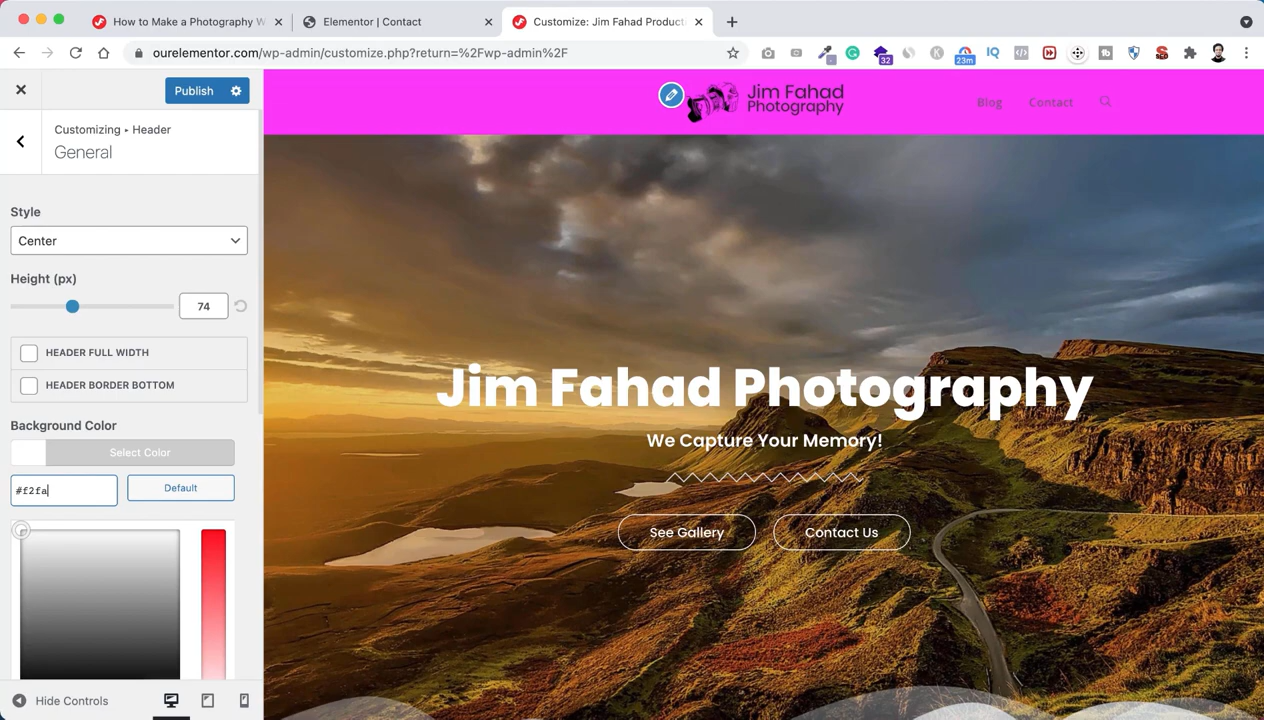 How to Make a Photography W
Elementor | Contact
Customize: Jim Fahad Product
ourelementor.com/wp-admin/customize.php?return=%2Fwp-admin%2F
32
23m
IQ
Publish
Customizing ▸ Header
General
Style
Center
Height (px)
74
HEADER FULL WIDTH
HEADER BORDER BOTTOM
Background Color
Select Color
#f2fa
Default
Hide Controls
Jim Fahad
Photography
Blog
Contact
Jim Fahad Photography
We Capture Your Memory!
See Gallery
Contact Us